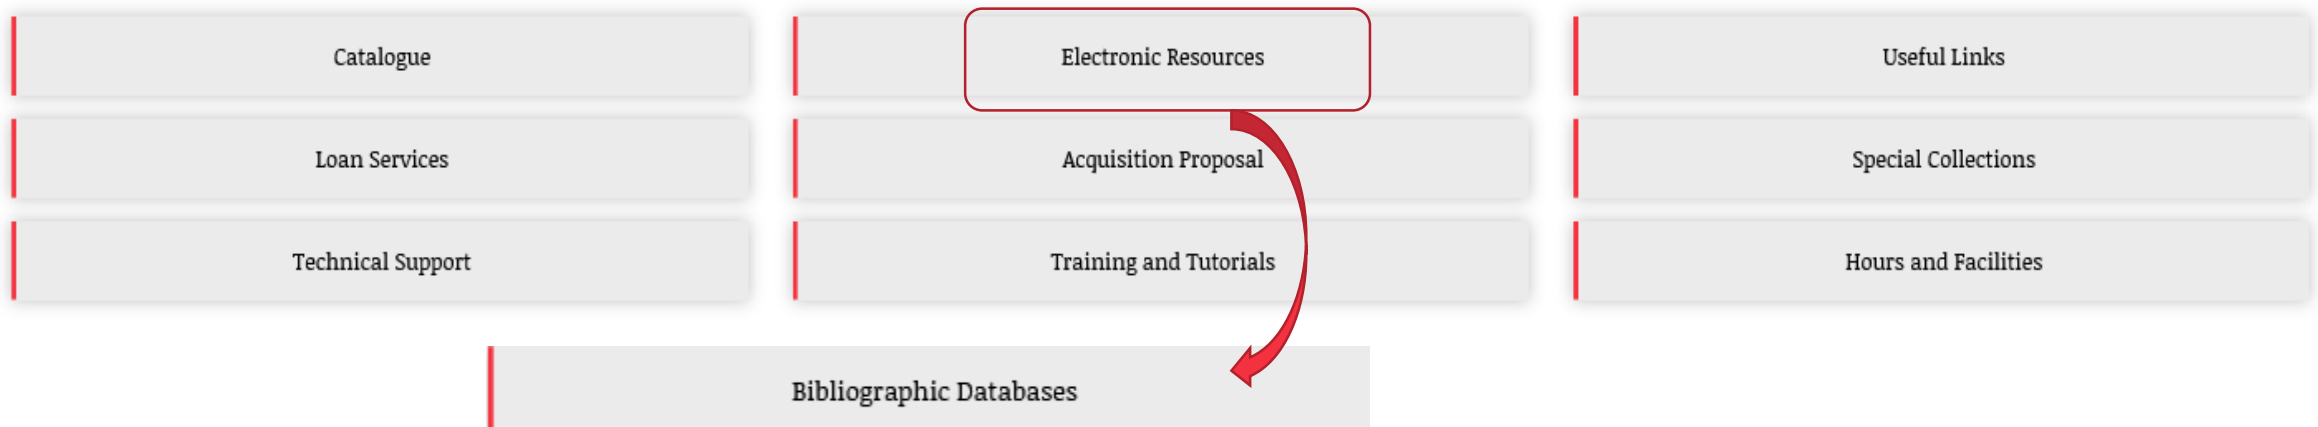 Catalogue
Electronic Resources
Useful Links
Loan Services
Acquisition Proposal
Special Collections
Technical Support
Training and Tutorials
Hours and Facilities
Bibliographic Databases